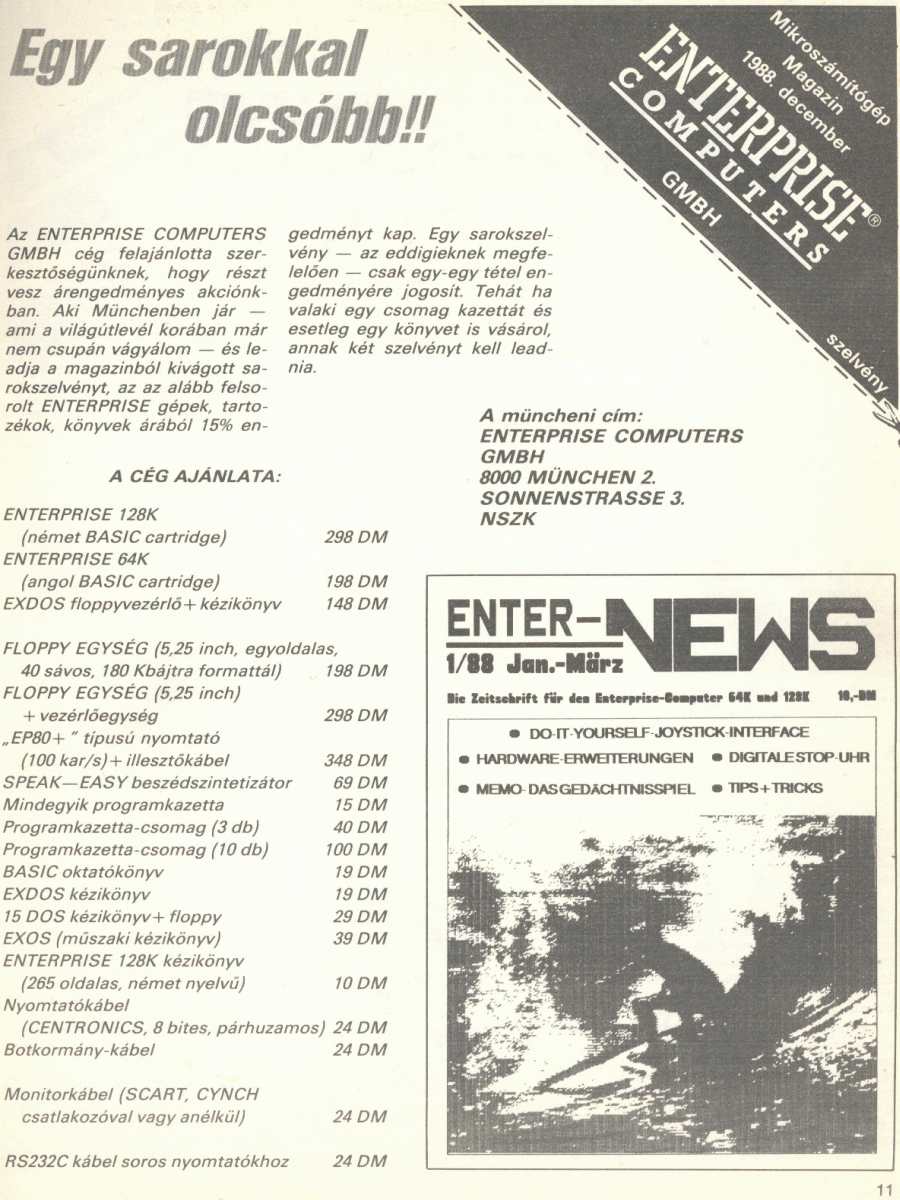 Egy sarokkal
olcsóbb!!
Mikroszámítógép
Magazin
1988. december
ENTERPRISE®
COMPUTERS
GMBH
szelvény
Az ENTERPRISE COMPUTERS
GMBH cég felajánlotta szer-
kesztőségünknek, hogy részt
vesz árengedményes akciónk-
ban. Aki Münchenben jár —
ami a világútlevél korában már
nem csupán vágyálom — és le-
adja a magazinból kivágott sa-
rokszelvényt, az az alább felso-
rolt ENTERPRISE gépek, tarto-
zékok, könyvek árából 15% en-
gedményt kap. Egy sarokszel-
vény — az eddigieknek megfe-
lelően — csak egy-egy tétel en-
gedményére jogosít. Tehát ha
valaki egy csomag kazettát és
esetleg egy könyvet is vásárol,
annak két szelvényt kell lead-
nia.
A müncheni cím:
ENTERPRISE COMPUTERS
GMBH
8000 MÜNCHEN 2.
SONNENSTRASSE 3.
NSZK
A CÉG AJÁNLATA:
ENTERPRISE 128K
(német BASIC cartridge) 298 DM
ENTERPRISE 64K
(angol BASIC cartridge) 198 DM
EXDOS floppyvezérlő+kézikönyv 148 DM
FLOPPY EGYSÉG (5,25 inch, egyoldalas,
40 sávos, 180 Kbájtra formattál) 198 DM
FLOPPY EGYSÉG (5,25 inch)
+vezérlőegység 298 DM
„EP80+” típusú nyomtató
(100 kar/s)+illesztőkábel 348 DM
SPEAK—EASY beszédszintetizátor 69 DM
Mindegyik programkazetta 15 DM
Programkazetta-csomag (3 db) 40 DM
Programkazetta-csomag (10 db) 100 DM
BASIC oktatókönyv 19 DM
EXDOS kézikönyv 19 DM
15 DOS kézikönyv+floppy 29 DM
EXOS (műszaki kézikönyv) 39 DM
ENTERPRISE 128K kézikönyv
(265 oldalas, német nyelvű) 10 DM
Nyomtatókábel
(CENTRONICS, 8 bites, párhuzamos) 24 DM
Botkormány-kábel 24 DM
Monitorkábel (SCART, CYNCH
csatlakozóval vagy anélkül) 24 DM
RS232C kábel soros nyomtatókhoz 24 DM
ENTER-NEWS
1/88 Jan.-März
Die Zeitschrift für den Enterprise-Computer 64K und 128K 10,-DM
● DO-IT-YOURSELF-JOYSTICK-INTERFACE
● HARDWARE-ERWEITERUNGEN ● DIGITALE STOP-UHR
● MEMO-DAS GEDÄCHTNISSPIEL ● TIPS+TRICKS
11